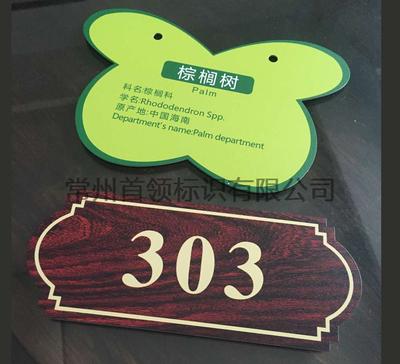 棕榈树
Palm
科名:棕榈科
学名:Rhododendron Spp.
原产地:中国海南
Department's name:Palm department
常州首领标识有限公司
303